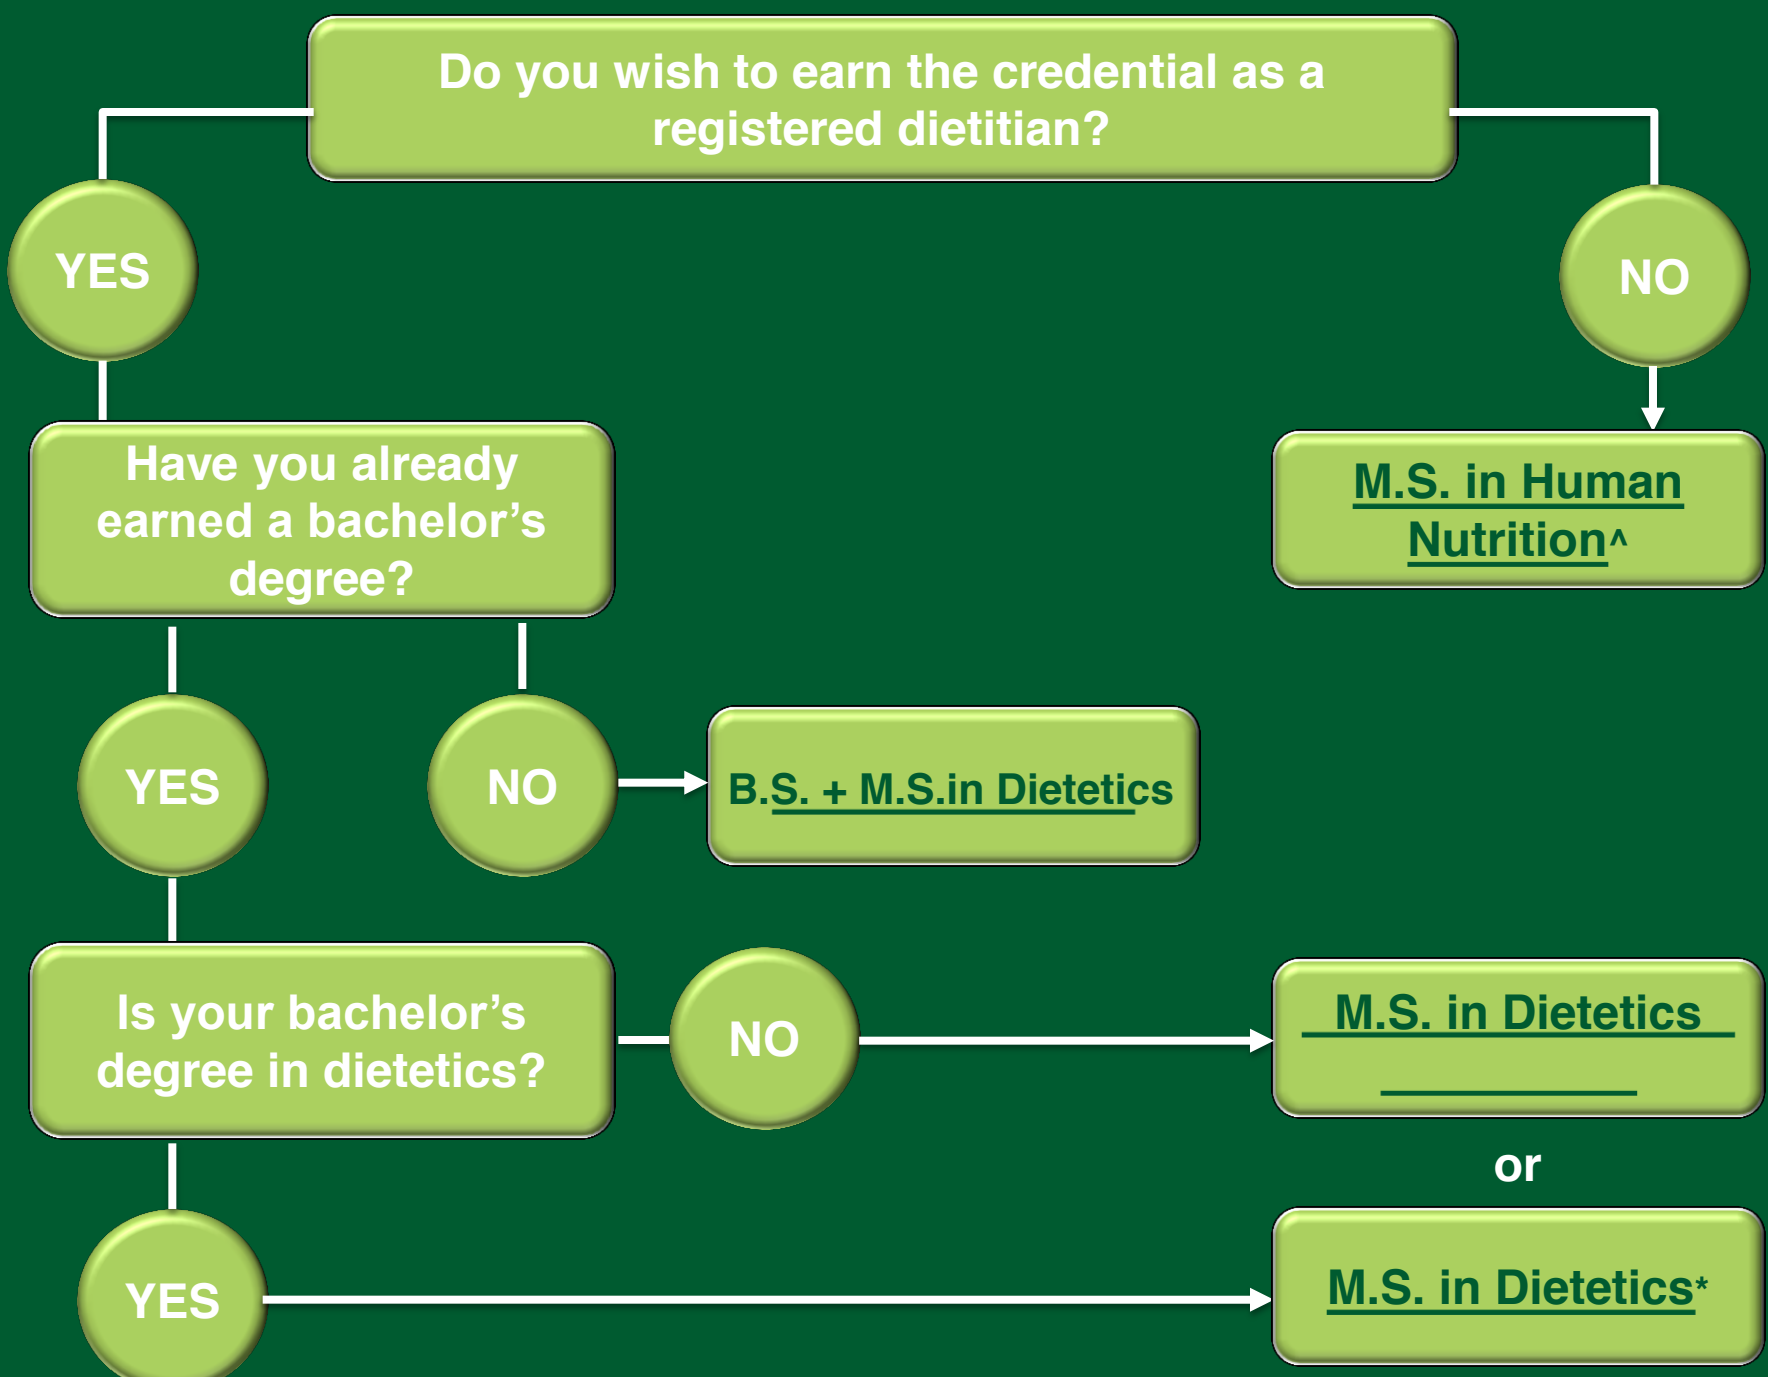 Do you wish to earn the credential as a
registered dietitian?
YES
NO
Have you already
earned a bachelor’s
degree?
M.S. in Human
Nutrition^
YES
NO
B.S. + M.S.in Dietetics
Is your bachelor’s
degree in dietetics?
NO
M.S. in Dietetics
or
YES
M.S. in Dietetics*